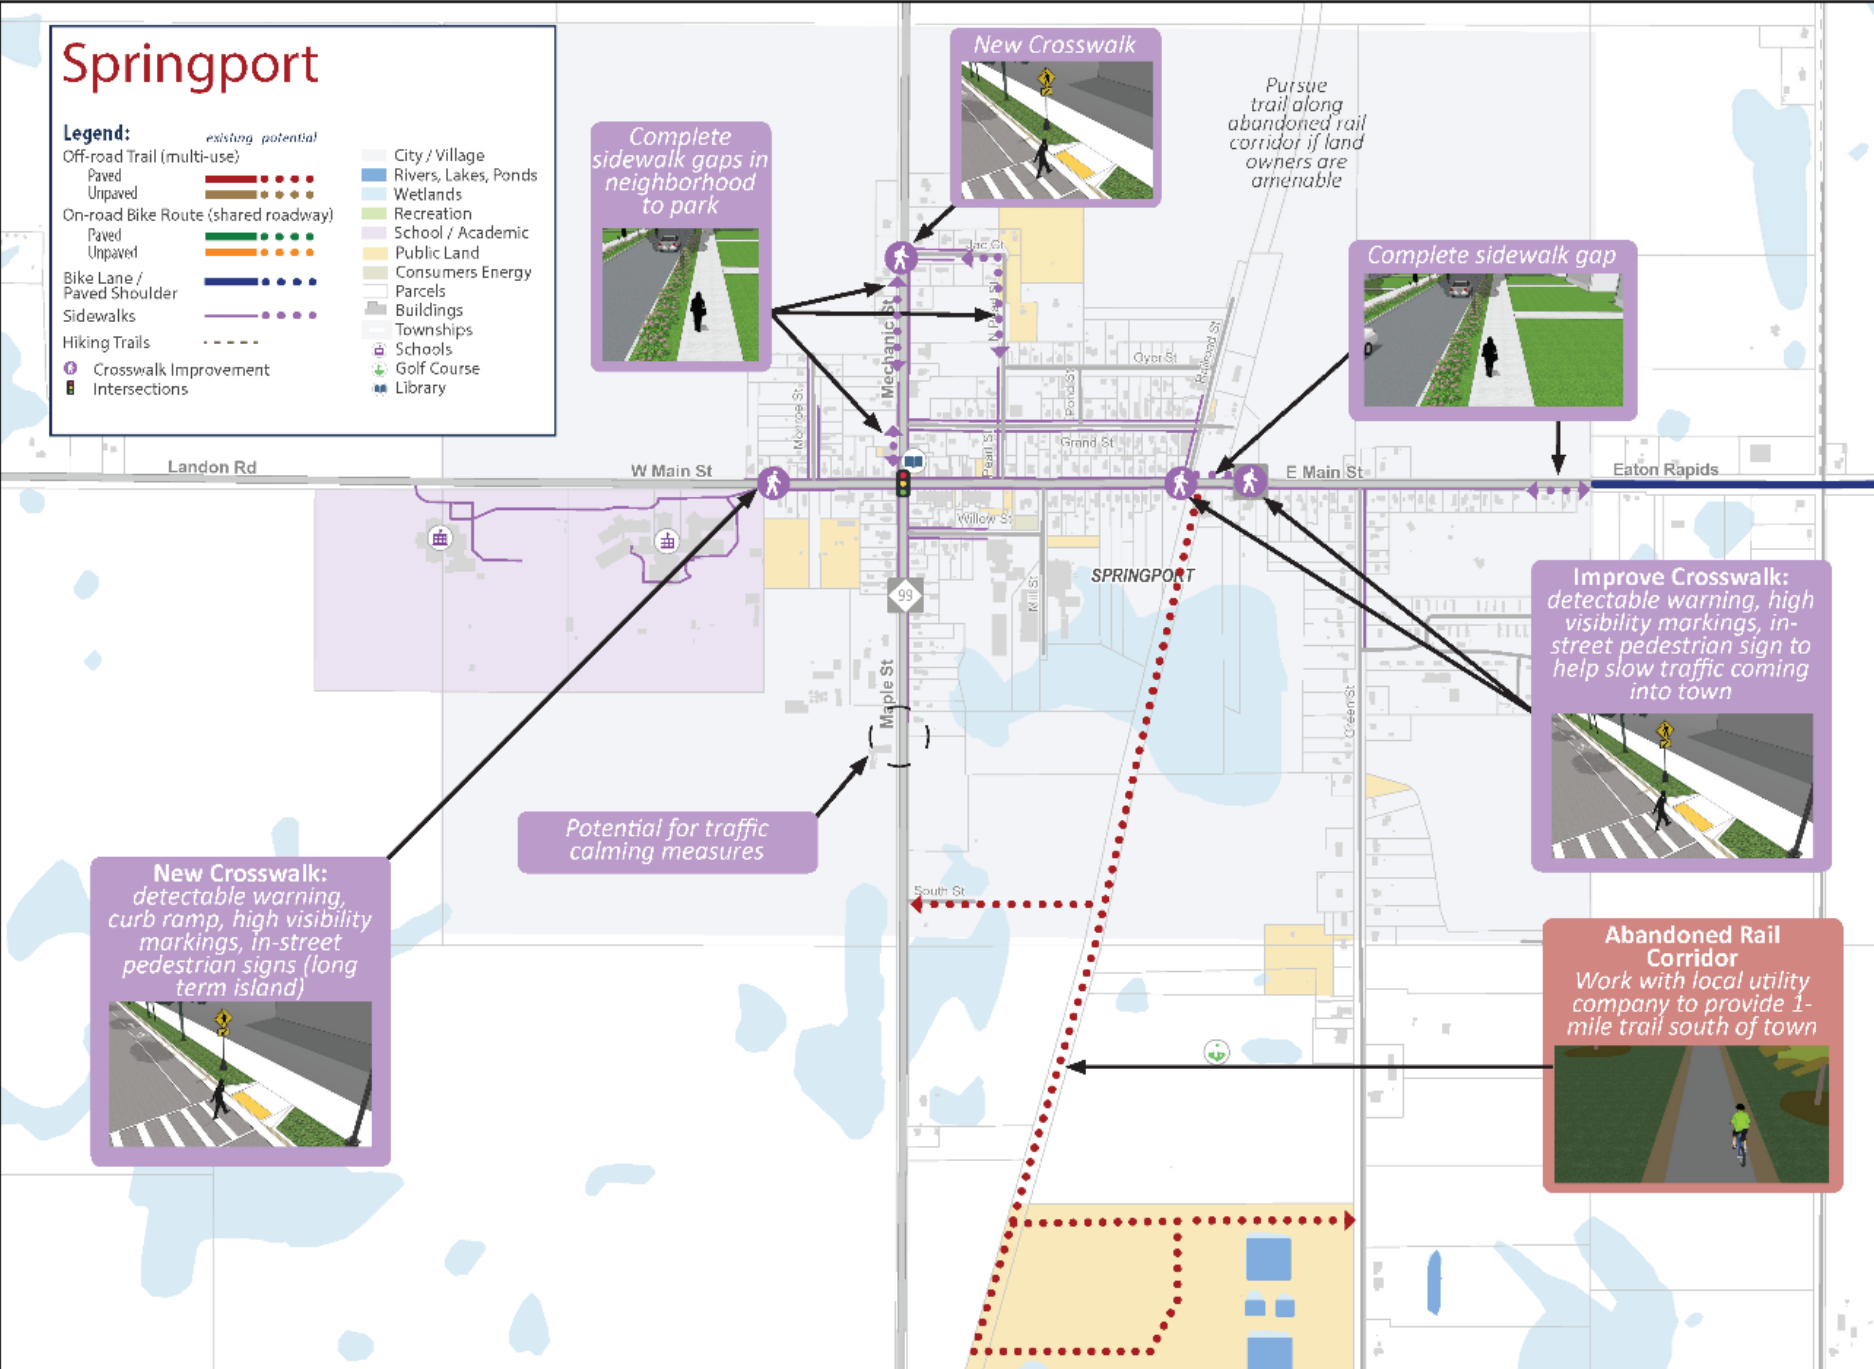 Springport
Legend:
existing potential
Off-road Trail (multi-use)
Paved
Unpaved
On-road Bike Route (shared roadway)
Paved
Unpaved
Bike Lane /
Paved Shoulder
Sidewalks
Hiking Trails
Crosswalk Improvement
Intersections
City / Village
Rivers, Lakes, Ponds
Wetlands
Recreation
School / Academic
Public Land
Consumers Energy
Parcels
Buildings
Townships
Schools
Golf Course
Library
Complete
sidewalk gaps in
neighborhood
to park
New Crosswalk
Pursue
trail along
abandoned rail
corridor if land
owners are
amenable
Complete sidewalk gap
Jac Ct
N Pearl St
Mechanic St
Monroe St
Pond St
Railroad St
Grand St
Pearl St
Landon Rd
W Main St
E Main St
Eaton Rapids
Willow St
Mill St
SPRINGPORT
99
Maple St
Green St
Improve Crosswalk:
detectable warning, high
visibility markings, in-
street pedestrian sign to
help slow traffic coming
into town
Potential for traffic
calming measures
South St
New Crosswalk:
detectable warning,
curb ramp, high visibility
markings, in-street
pedestrian signs (long
term island)
Abandoned Rail
Corridor
Work with local utility
company to provide 1-
mile trail south of town